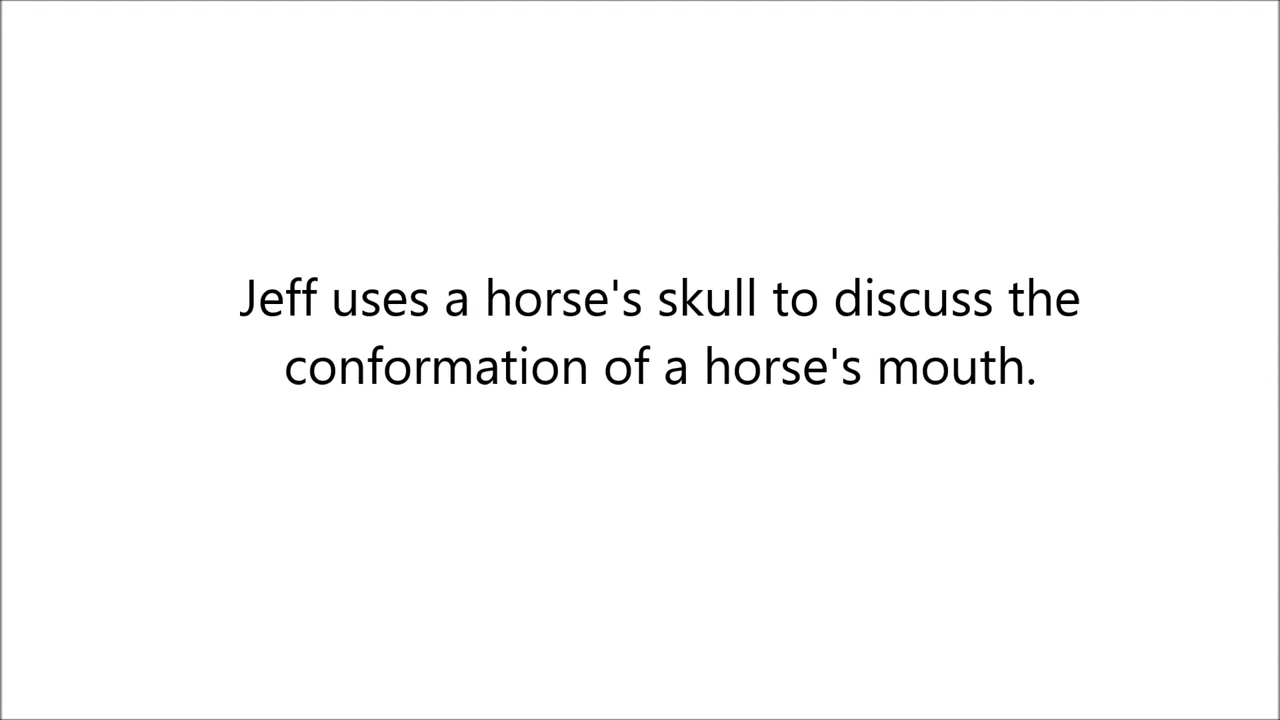 Jeff uses a horse's skull to discuss the
conformation of a horse's mouth.